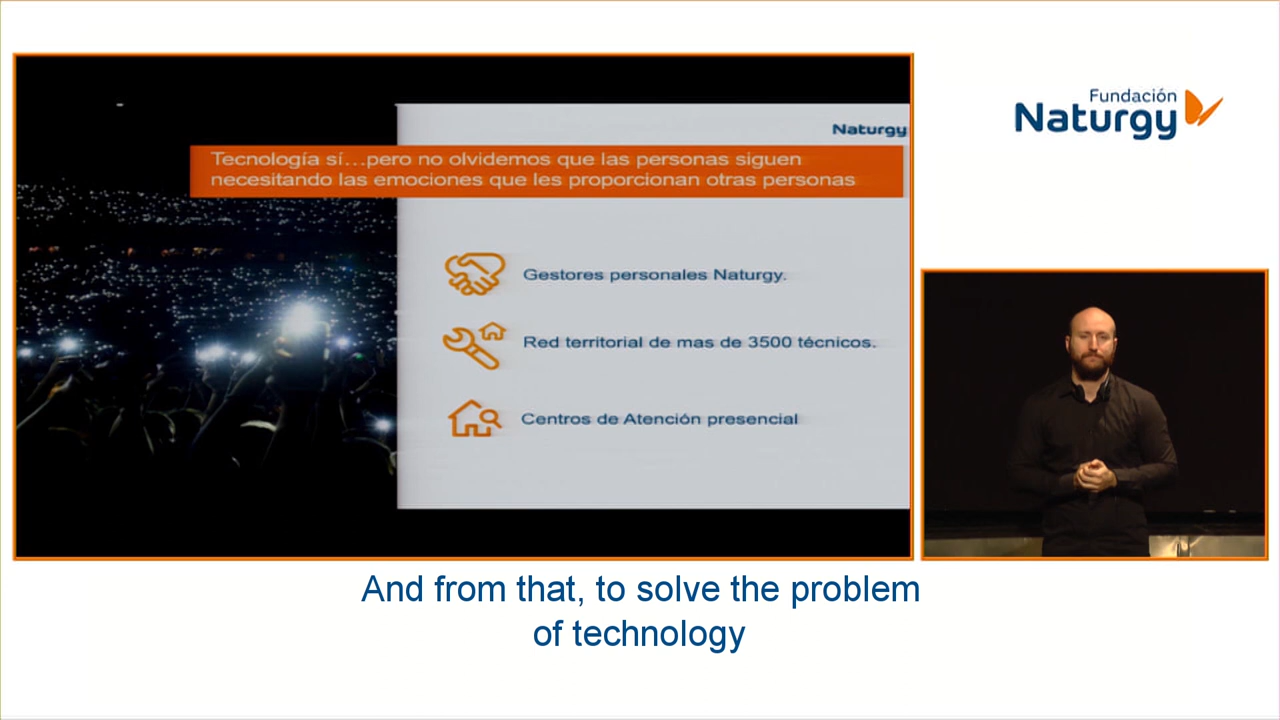 Naturgy
Tecnología sí...pero no olvidemos que las personas siguen
necesitando las emociones que les proporcionan otras personas
Gestores personales Naturgy.
Red territorial de mas de 3500 técnicos.
Centros de Atención presencial
Fundación
Naturgy
And from that, to solve the problem
of technology